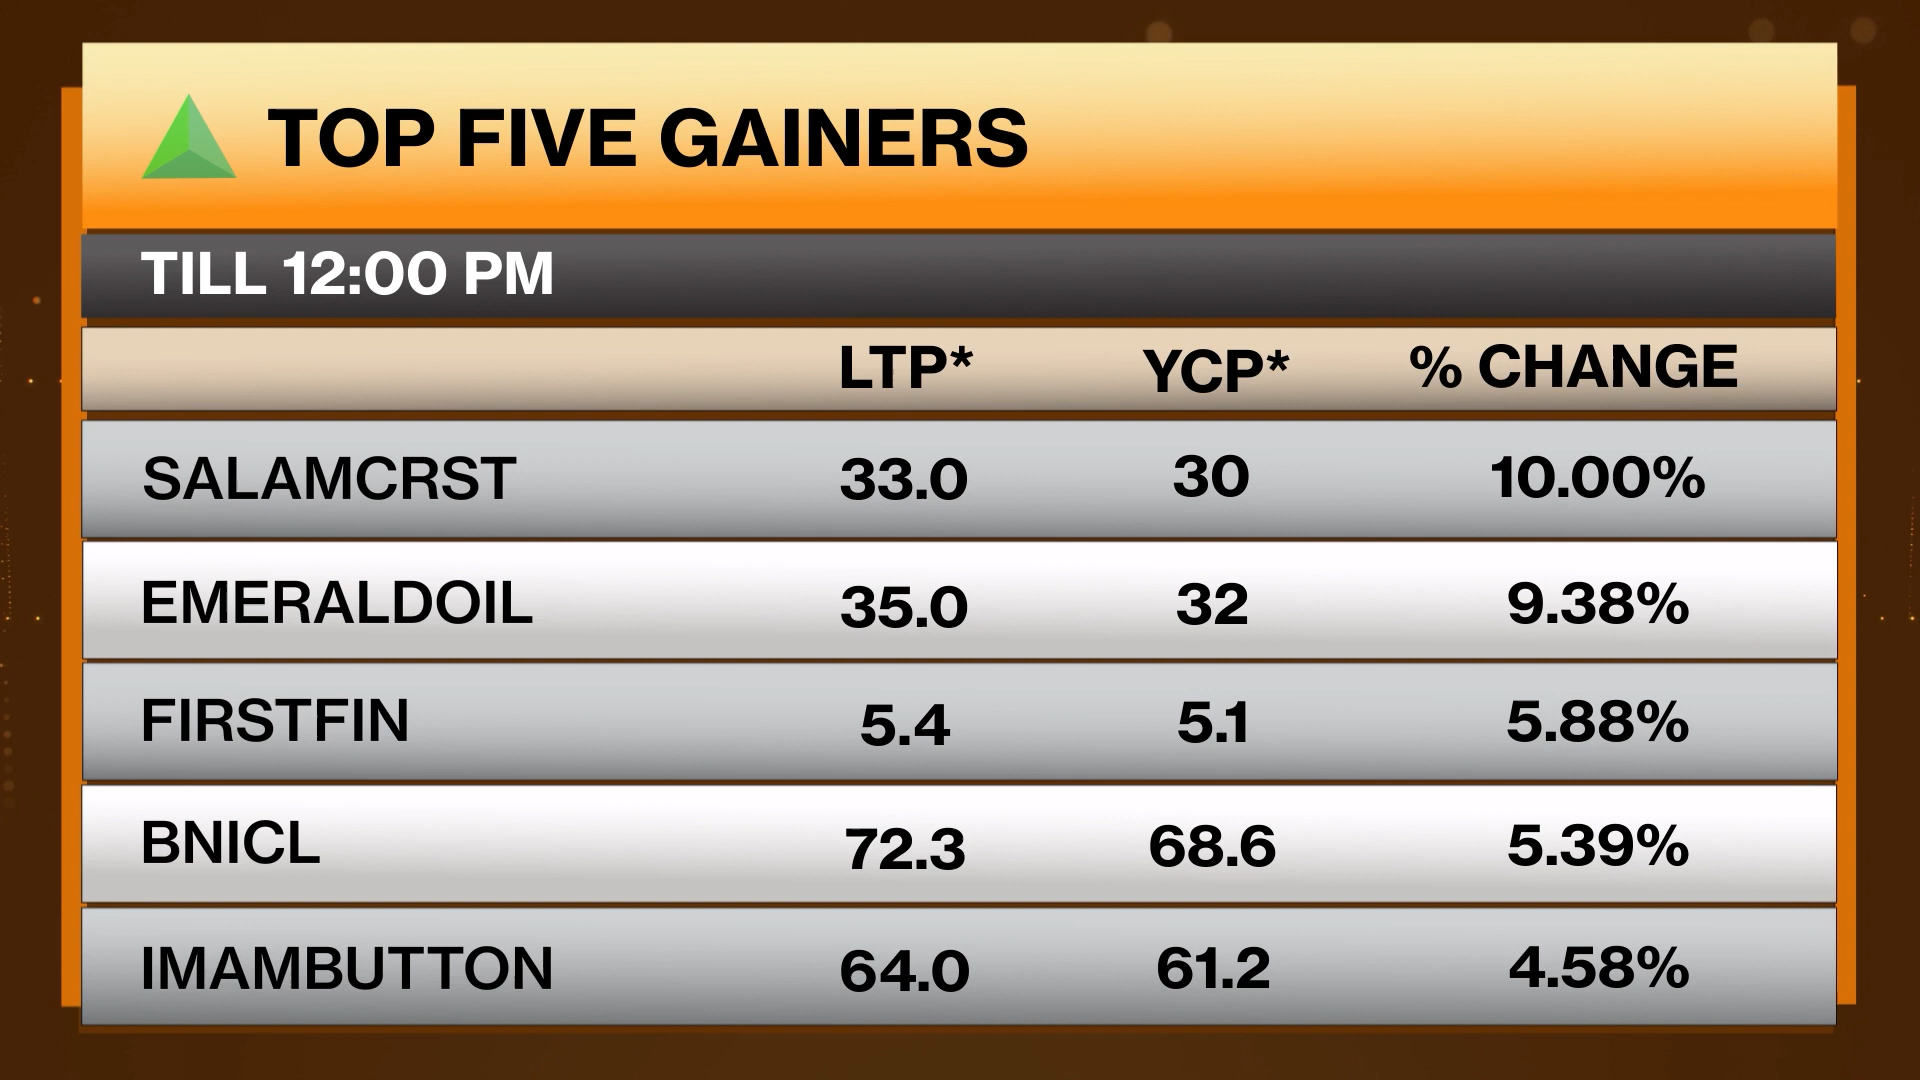 TOP FIVE GAINERS
TILL 12:00 PM
LTP* YCP* % CHANGE
SALAMCRST 33.0 30 10.00%
EMERALDOIL 35.0 32 9.38%
FIRSTFIN 5.4 5.1 5.88%
BNICL 72.3 68.6 5.39%
IMAMBUTTON 64.0 61.2 4.58%